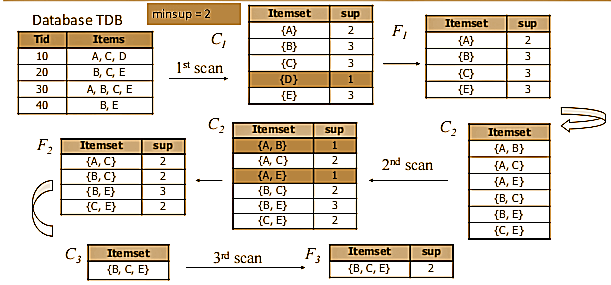 Database TDB
minsup = 2
Tid Items
10 A, C, D
20 B, C, E
30 A, B, C, E
40 B, E
C1
1st scan
Itemset sup
{A} 2
{B} 3
{C} 3
{D} 1
{E} 3
F1
Itemset sup
{A} 2
{B} 3
{C} 3
{E} 3
F2
Itemset sup
{A, C} 2
{B, C} 2
{B, E} 3
{C, E} 2
C2
Itemset sup
{A, B} 1
{A, C} 2
{A, E} 1
{B, C} 2
{B, E} 3
{C, E} 2
2nd scan
C2
Itemset
{A, B}
{A, C}
{A, E}
{B, C}
{B, E}
{C, E}
C3
Itemset
{B, C, E}
3rd scan
F3
Itemset sup
{B, C, E} 2